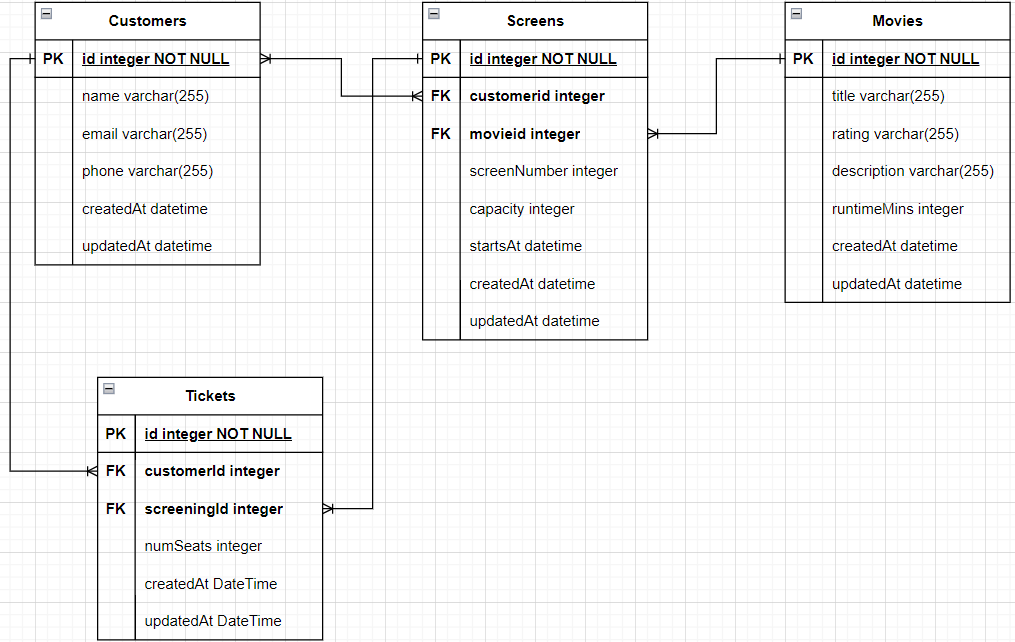 Customers
PK id integer NOT NULL
name varchar(255)
email varchar(255)
phone varchar(255)
createdAt datetime
updatedAt datetime
Screens
PK id integer NOT NULL
FK customerid integer
FK movieid integer
screenNumber integer
capacity integer
startsAt datetime
createdAt datetime
updatedAt datetime
Movies
PK id integer NOT NULL
title varchar(255)
rating varchar(255)
description varchar(255)
runtimeMins integer
createdAt datetime
updatedAt datetime
Tickets
PK id integer NOT NULL
FK customerId integer
FK screeningId integer
numSeats integer
createdAt DateTime
updatedAt DateTime